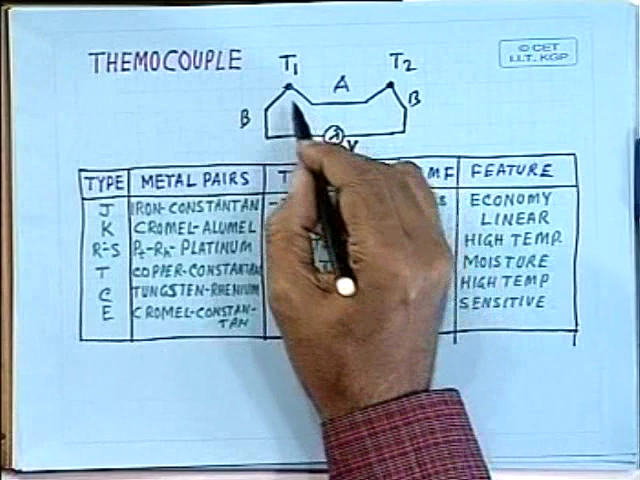 © CET
I.I.T. KGP
THEMOCOUPLE
T1 T2
A
B B
V
TYPE METAL PAIRS MF FEATURE
J IRON-CONSTANTAN ECONOMY
K CROMEL-ALUMEL LINEAR
R-S Pt-Rh-PLATINUM HIGH TEMP.
T COPPER-CONSTANTAN MOISTURE
C TUNGSTEN-RHENIUM HIGH TEMP
E CROMEL-CONSTAN- SENSITIVE
TAN